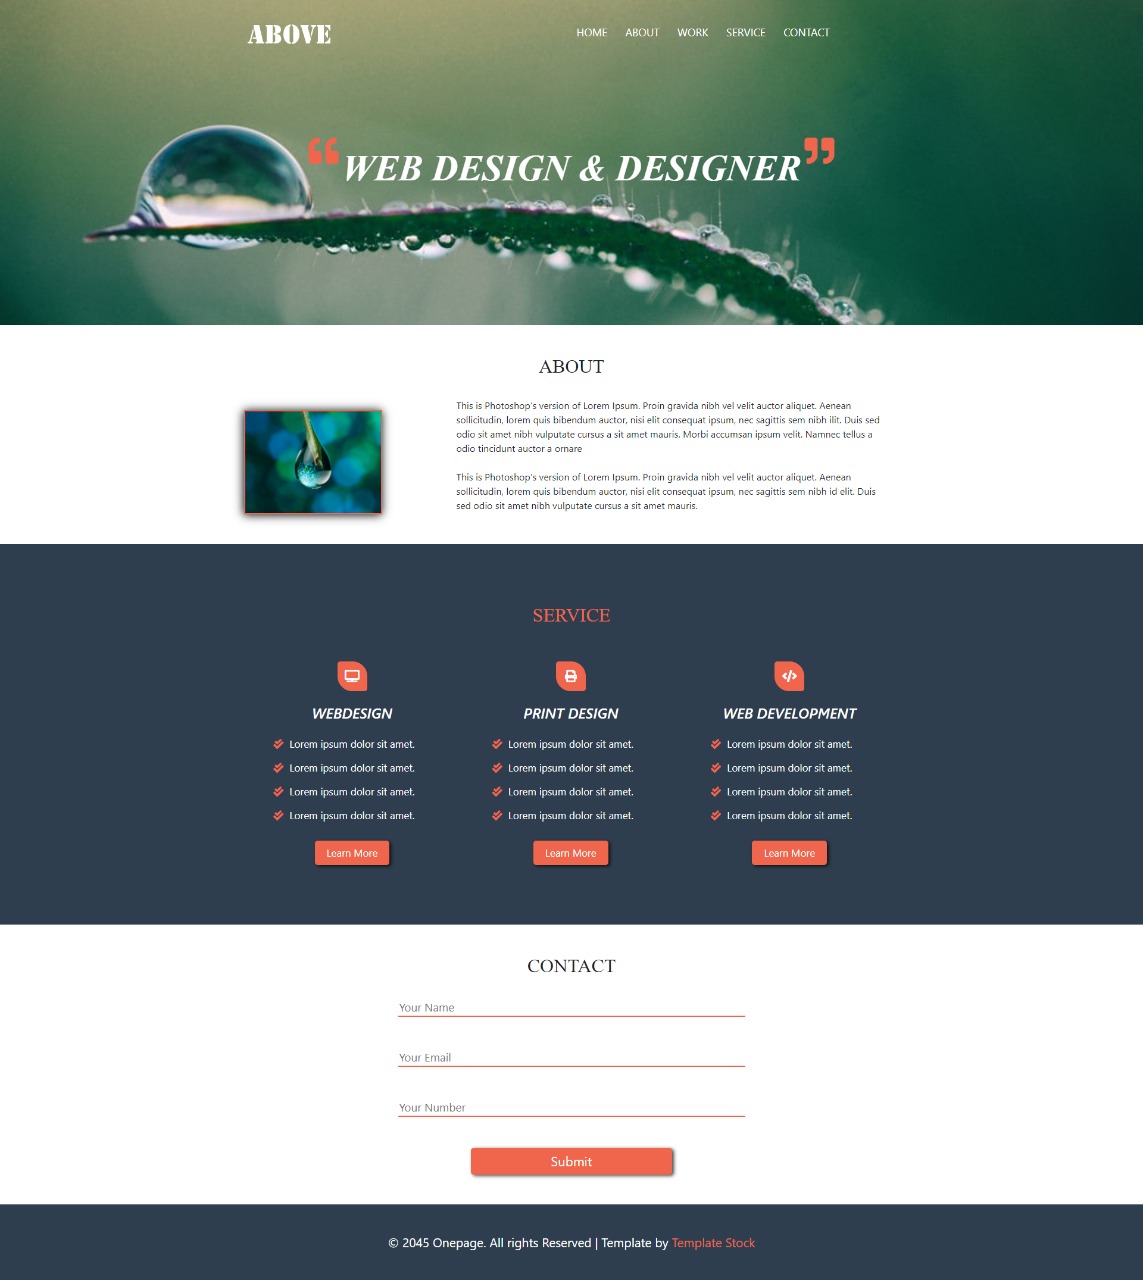 ABOVE
HOME ABOUT WORK SERVICE CONTACT
“WEB DESIGN & DESIGNER”
ABOUT
This is Photoshop's version of Lorem Ipsum. Proin gravida nibh vel velit auctor aliquet. Aenean
sollicitudin, lorem quis bibendum auctor, nisi elit consequat ipsum, nec sagittis sem nibh ilit. Duis sed
odio sit amet nibh vulputate cursus a sit amet mauris. Morbi accumsan ipsum velit. Namnec tellus a
odio tincidunt auctor a ornare
This is Photoshop's version of Lorem Ipsum. Proin gravida nibh vel velit auctor aliquet. Aenean
sollicitudin, lorem quis bibendum auctor, nisi elit consequat ipsum, nec sagittis sem nibh id elit. Duis
sed odio sit amet nibh vulputate cursus a sit amet mauris.
SERVICE
WEBDESIGN
Lorem ipsum dolor sit amet.
Lorem ipsum dolor sit amet.
Lorem ipsum dolor sit amet.
Lorem ipsum dolor sit amet.
Learn More
PRINT DESIGN
Lorem ipsum dolor sit amet.
Lorem ipsum dolor sit amet.
Lorem ipsum dolor sit amet.
Lorem ipsum dolor sit amet.
Learn More
WEB DEVELOPMENT
Lorem ipsum dolor sit amet.
Lorem ipsum dolor sit amet.
Lorem ipsum dolor sit amet.
Lorem ipsum dolor sit amet.
Learn More
CONTACT
Your Name
Your Email
Your Number
Submit
© 2045 Onepage. All rights Reserved | Template by Template Stock